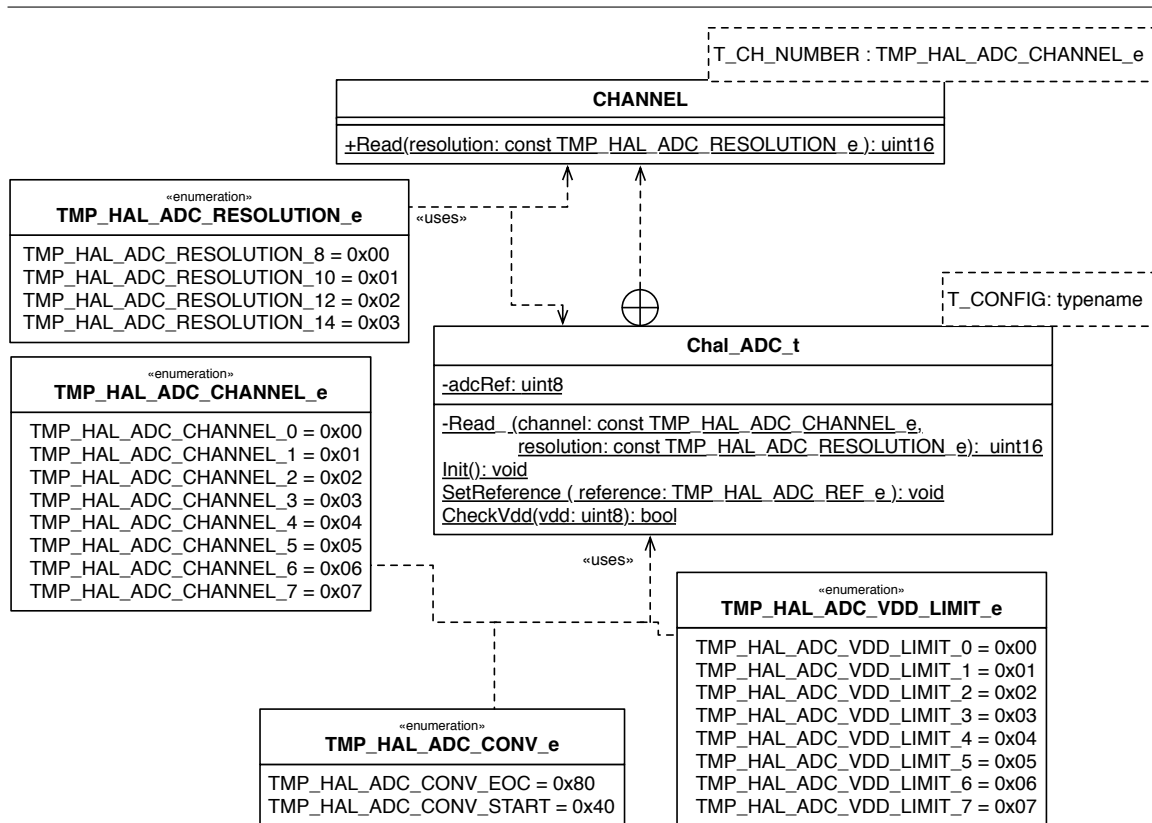 T_CH_NUMBER : TMP_HAL_ADC_CHANNEL_e
CHANNEL
+Read(resolution: const TMP_HAL_ADC_RESOLUTION_e ): uint16
«enumeration»
TMP_HAL_ADC_RESOLUTION_e
TMP_HAL_ADC_RESOLUTION_8 = 0x00
TMP_HAL_ADC_RESOLUTION_10 = 0x01
TMP_HAL_ADC_RESOLUTION_12 = 0x02
TMP_HAL_ADC_RESOLUTION_14 = 0x03
«uses»
T_CONFIG: typename
Chal_ADC_t
-adcRef: uint8
-Read_ (channel: const TMP_HAL_ADC_CHANNEL_e,
resolution: const TMP_HAL_ADC_RESOLUTION_e): uint16
Init(): void
SetReference ( reference: TMP_HAL_ADC_REF_e ): void
CheckVdd(vdd: uint8): bool
«enumeration»
TMP_HAL_ADC_CHANNEL_e
TMP_HAL_ADC_CHANNEL_0 = 0x00
TMP_HAL_ADC_CHANNEL_1 = 0x01
TMP_HAL_ADC_CHANNEL_2 = 0x02
TMP_HAL_ADC_CHANNEL_3 = 0x03
TMP_HAL_ADC_CHANNEL_4 = 0x04
TMP_HAL_ADC_CHANNEL_5 = 0x05
TMP_HAL_ADC_CHANNEL_6 = 0x06
TMP_HAL_ADC_CHANNEL_7 = 0x07
«uses»
«enumeration»
TMP_HAL_ADC_VDD_LIMIT_e
TMP_HAL_ADC_VDD_LIMIT_0 = 0x00
TMP_HAL_ADC_VDD_LIMIT_1 = 0x01
TMP_HAL_ADC_VDD_LIMIT_2 = 0x02
TMP_HAL_ADC_VDD_LIMIT_3 = 0x03
TMP_HAL_ADC_VDD_LIMIT_4 = 0x04
TMP_HAL_ADC_VDD_LIMIT_5 = 0x05
TMP_HAL_ADC_VDD_LIMIT_6 = 0x06
TMP_HAL_ADC_VDD_LIMIT_7 = 0x07
«enumeration»
TMP_HAL_ADC_CONV_e
TMP_HAL_ADC_CONV_EOC = 0x80
TMP_HAL_ADC_CONV_START = 0x40